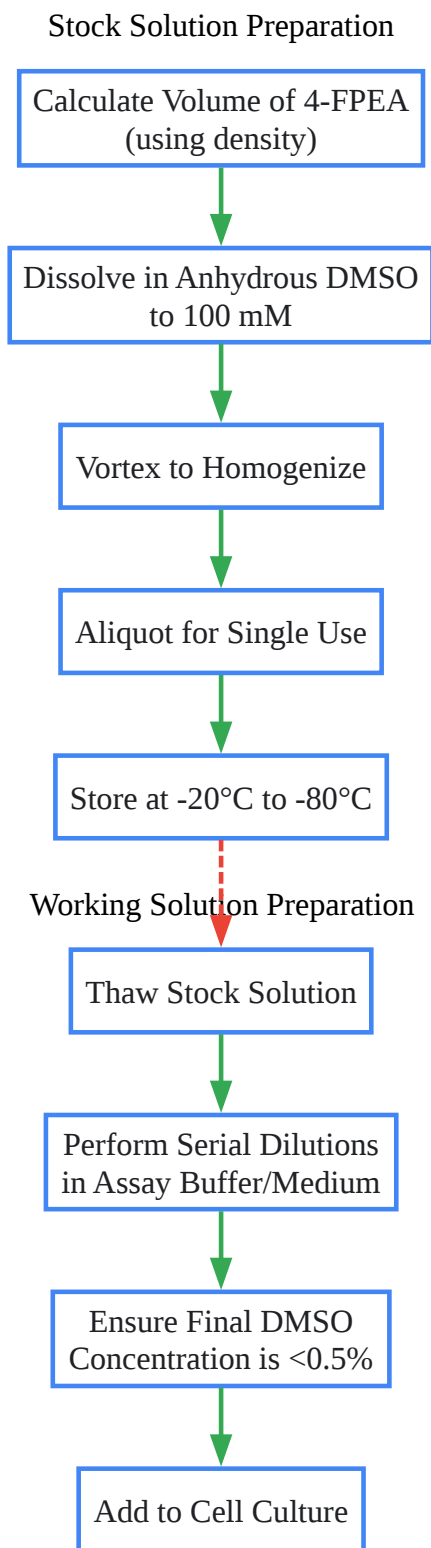 Stock Solution Preparation
Calculate Volume of 4-FPEA
(using density)
Dissolve in Anhydrous DMSO
to 100 mM
Vortex to Homogenize
Aliquot for Single Use
Store at -20°C to -80°C
Working Solution Preparation
Thaw Stock Solution
Perform Serial Dilutions
in Assay Buffer/Medium
Ensure Final DMSO
Concentration is <0.5%
Add to Cell Culture